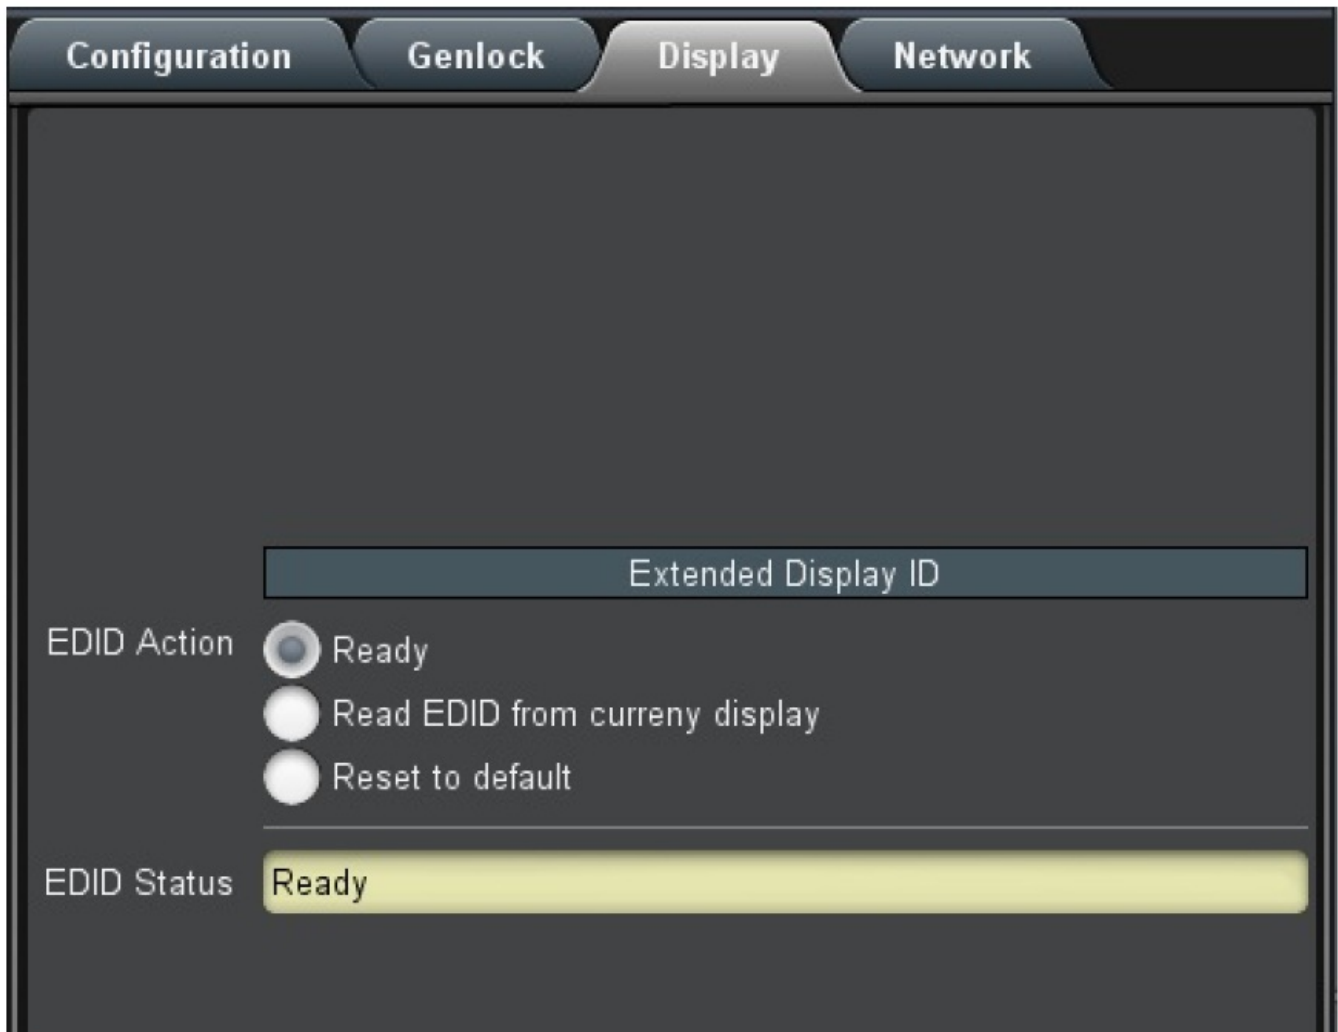 Configuration Genlock Display Network
Extended Display ID
EDID Action Ready
Read EDID from curreny display
Reset to default
EDID Status Ready